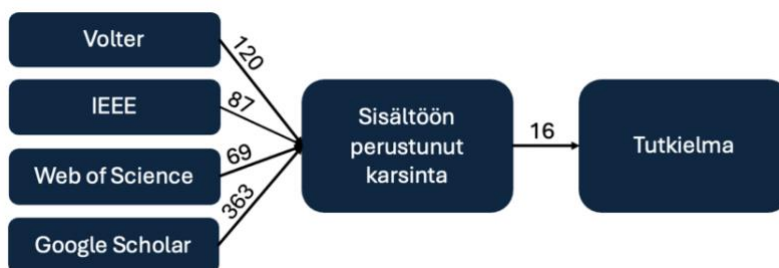 Volter
120
IEEE
87
Web of Science
69
Google Scholar
363
Sisältöön
perustunut
karsinta
16
Tutkielma